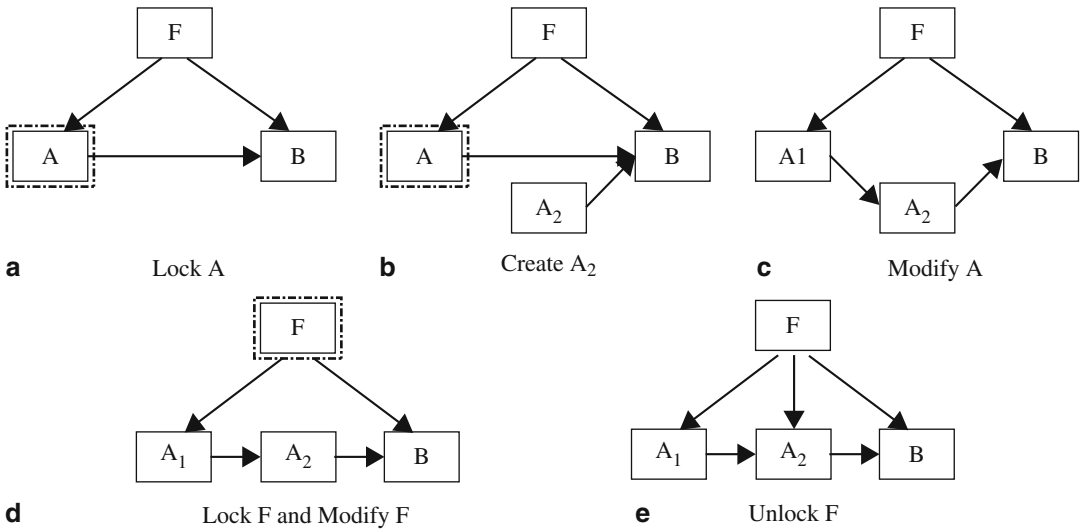 F
A
B
a
Lock A
F
A
B
A₂
b
Create A₂
F
A1
B
A₂
c
Modify A
F
A₁
A₂
B
d
Lock F and Modify F
F
A₁
A₂
B
e
Unlock F